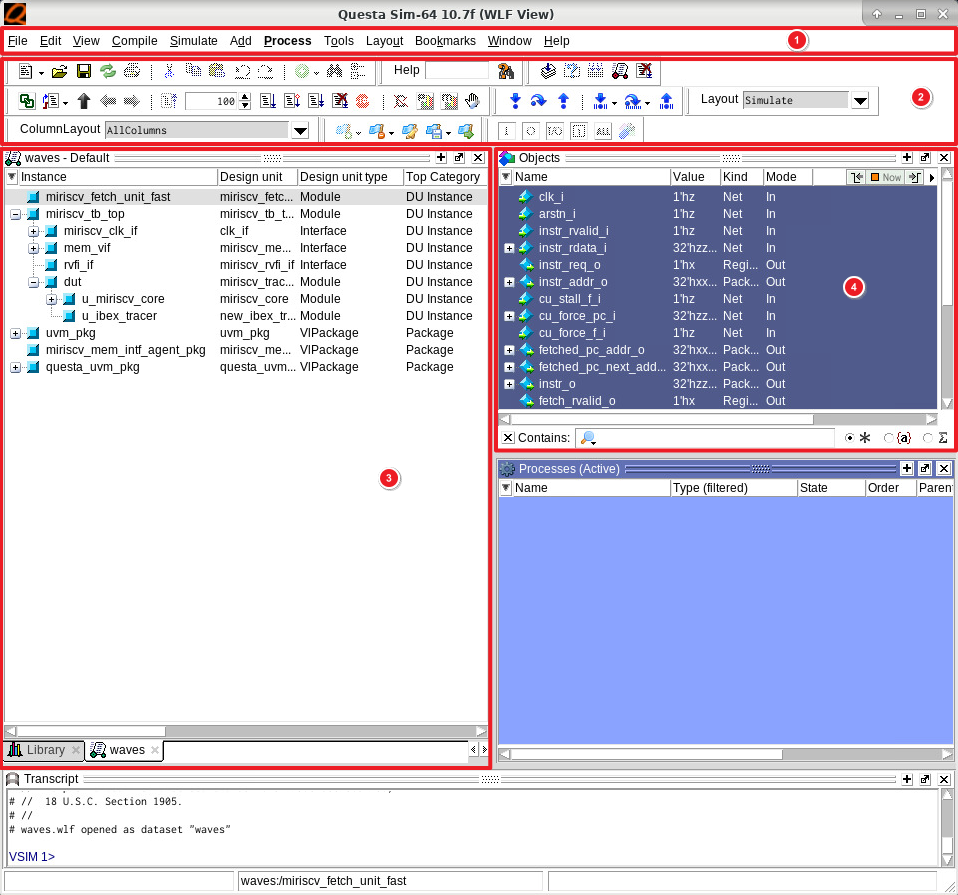 Questa Sim-64 10.7f (WLF View)
File Edit View Compile Simulate Add Process Tools Layout Bookmarks Window Help
1
Help
100
Layout Simulate
2
ColumnLayout AllColumns
waves - Default
Instance Design unit Design unit type Top Category
miriscv_fetch_unit_fast miriscv_fetc... Module DU Instance
miriscv_tb_top miriscv_tb_t... Module DU Instance
miriscv_clk_if clk_if Interface DU Instance
mem_vif miriscv_me... Interface DU Instance
rvfi_if miriscv_rvfi_if Interface DU Instance
dut miriscv_trac... Module DU Instance
u_miriscv_core miriscv_core Module DU Instance
u_ibex_tracer new_ibex_tr... Module DU Instance
uvm_pkg uvm_pkg VIPackage Package
miriscv_mem_intf_agent_pkg miriscv_me... VIPackage Package
questa_uvm_pkg questa_uvm... VIPackage Package
3
Library waves
Objects
Name Value Kind Mode Now
clk_i 1'hz Net In
arstn_i 1'hz Net In
instr_rvalid_i 1'hz Net In
instr_rdata_i 32'hzz... Net In
instr_req_o 1'hx Regi... Out
instr_addr_o 32'hxx... Pack... Out
cu_stall_f_i 1'hz Net In
cu_force_pc_i 32'hzz... Net In
cu_force_f_i 1'hz Net In
fetched_pc_addr_o 32'hxx... Pack... Out
fetched_pc_next_add... 32'hxx... Pack... Out
instr_o 32'hzz... Pack... Out
fetch_rvalid_o 1'hx Regi... Out
4
Contains: * {a} Σ
Processes (Active)
Name Type (filtered) State Order Paren
Transcript
# // 18 U.S.C. Section 1905.
# //
# waves.wlf opened as dataset "waves"
VSIM 1>
waves:/miriscv_fetch_unit_fast